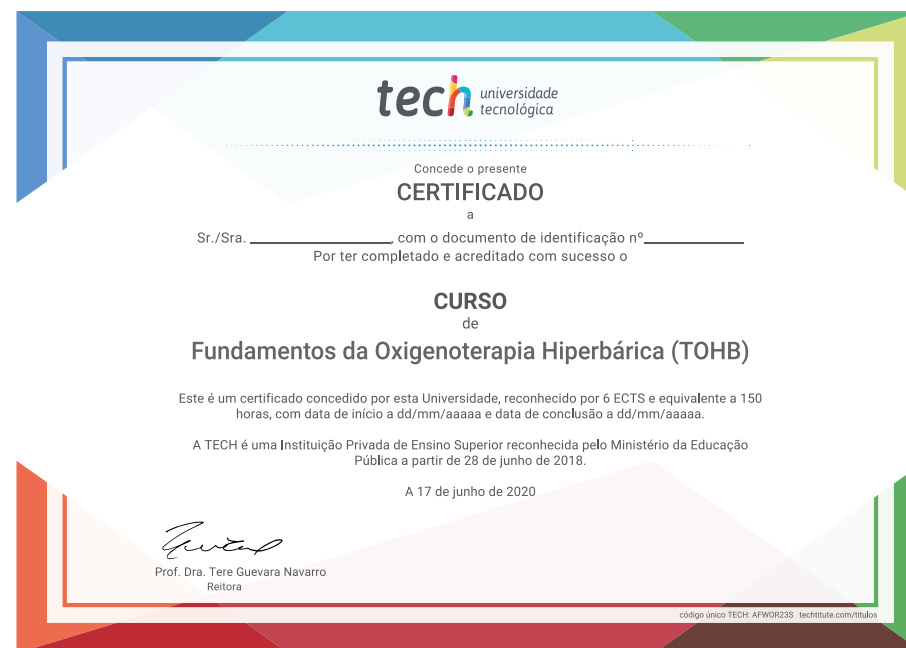 tech universidade
tecnológica
Concede o presente
CERTIFICADO
a
Sr./Sra. ____________________, com o documento de identificação nº______________
Por ter completado e acreditado com sucesso o
CURSO
de
Fundamentos da Oxigenoterapia Hiperbárica (TOHB)
Este é um certificado concedido por esta Universidade, reconhecido por 6 ECTS e equivalente a 150
horas, com data de início a dd/mm/aaaaa e data de conclusão a dd/mm/aaaaa.
A TECH é uma Instituição Privada de Ensino Superior reconhecida pelo Ministério da Educação
Pública a partir de 28 de junho de 2018.
A 17 de junho de 2020
Prof. Dra. Tere Guevara Navarro
Reitora
código único TECH: AFWOR23S techtitute.com/titulos